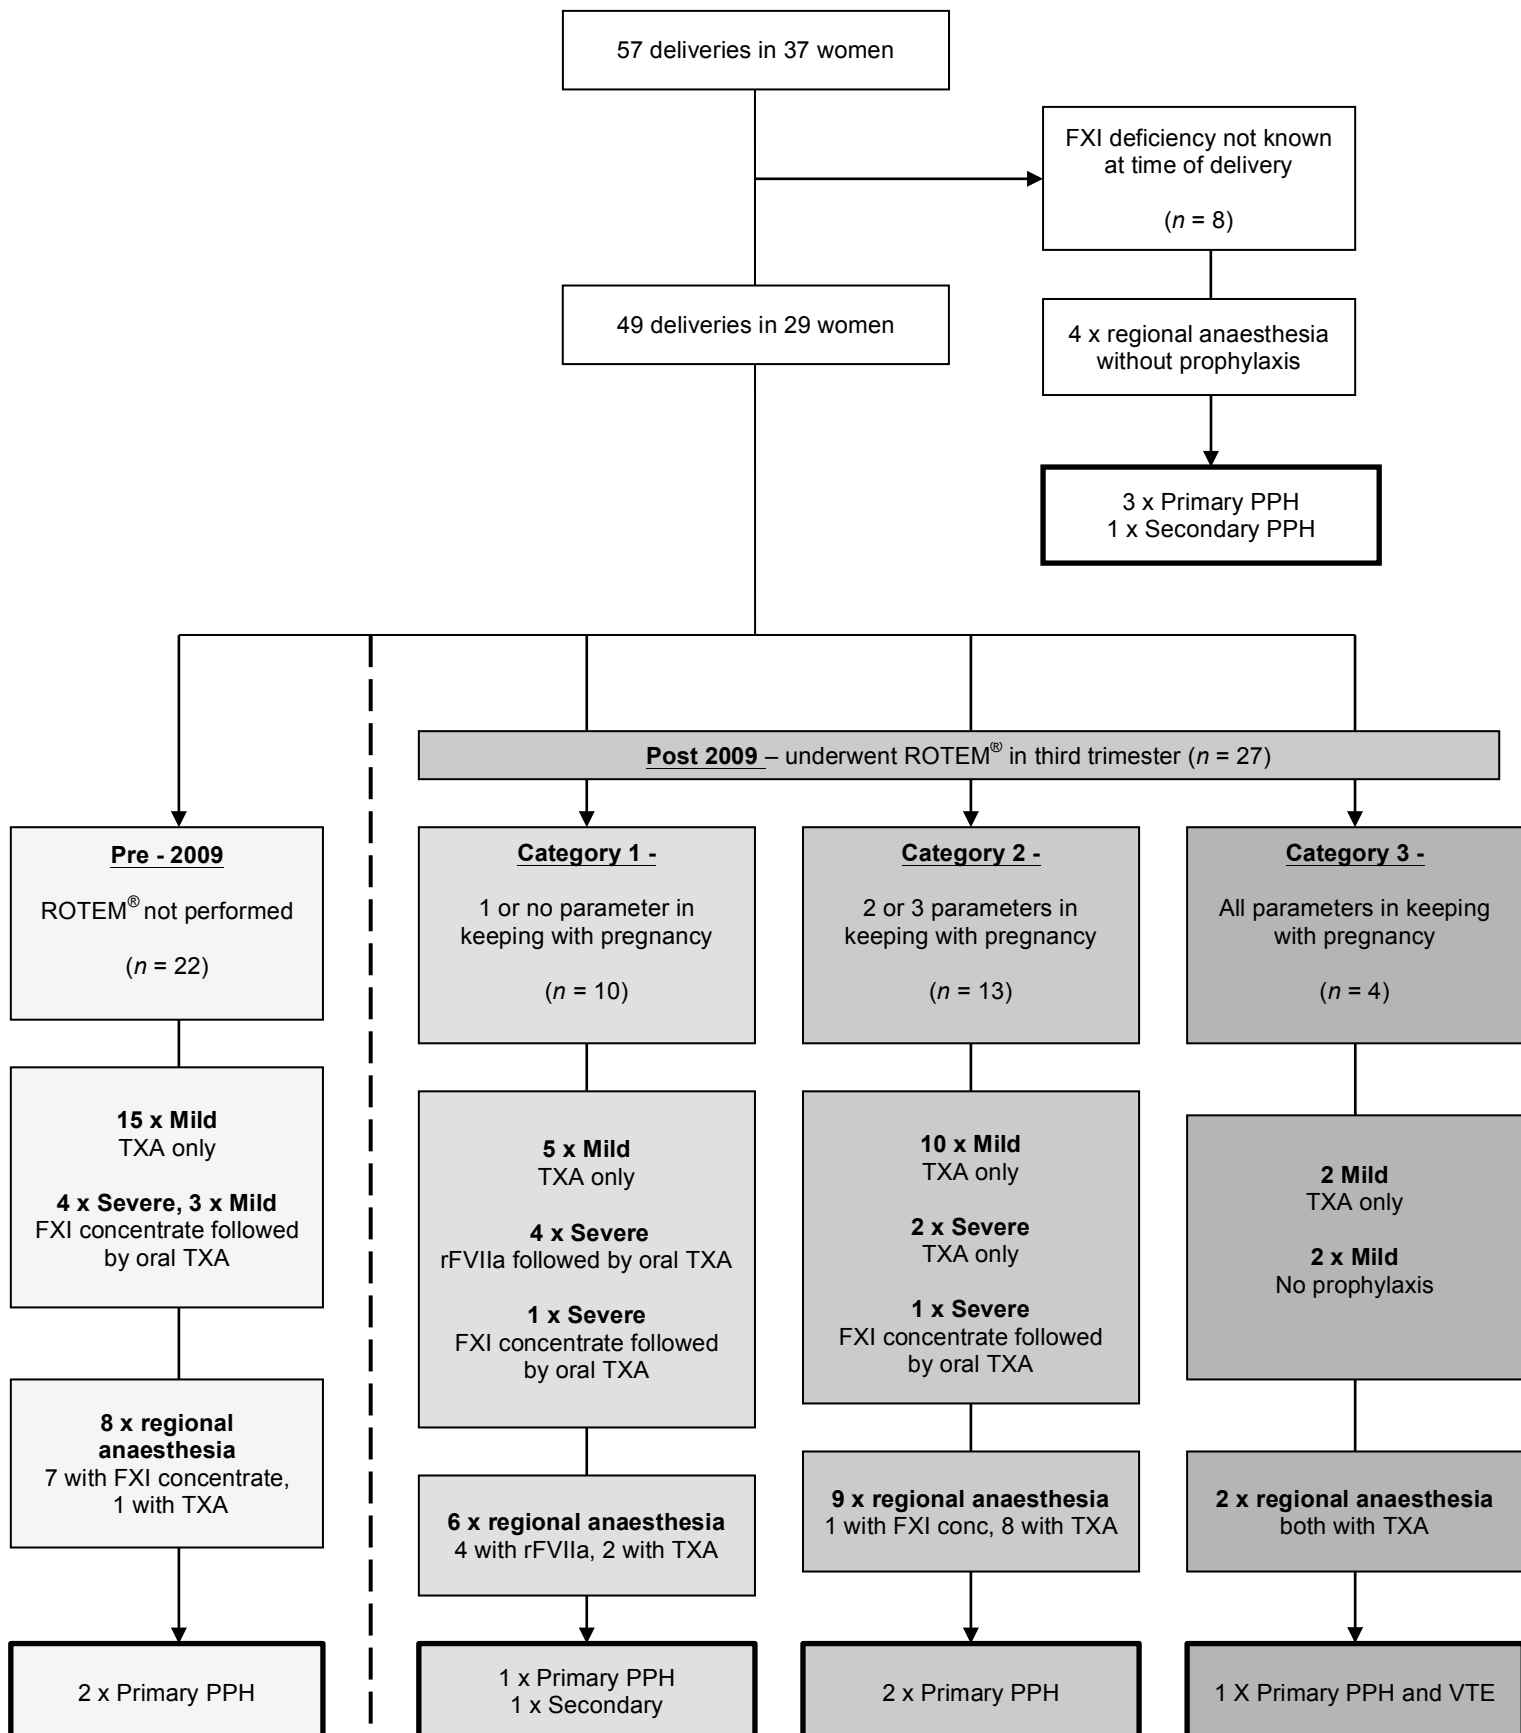 57 deliveries in 37 women
FXI deficiency not known
at time of delivery
(n = 8)
49 deliveries in 29 women
4 x regional anaesthesia
without prophylaxis
3 x Primary PPH
1 x Secondary PPH
Post 2009 – underwent ROTEM® in third trimester (n = 27)
Pre - 2009
ROTEM® not performed
(n = 22)
15 x Mild
TXA only
4 x Severe, 3 x Mild
FXI concentrate followed
by oral TXA
8 x regional
anaesthesia
7 with FXI concentrate,
1 with TXA
2 x Primary PPH
Category 1 -
1 or no parameter in
keeping with pregnancy
(n = 10)
5 x Mild
TXA only
4 x Severe
rFVIIa followed by oral TXA
1 x Severe
FXI concentrate followed
by oral TXA
6 x regional anaesthesia
4 with rFVIIa, 2 with TXA
1 x Primary PPH
1 x Secondary
Category 2 -
2 or 3 parameters in
keeping with pregnancy
(n = 13)
10 x Mild
TXA only
2 x Severe
TXA only
1 x Severe
FXI concentrate followed
by oral TXA
9 x regional anaesthesia
1 with FXI conc, 8 with TXA
2 x Primary PPH
Category 3 -
All parameters in keeping
with pregnancy
(n = 4)
2 Mild
TXA only
2 x Mild
No prophylaxis
2 x regional anaesthesia
both with TXA
1 X Primary PPH and VTE